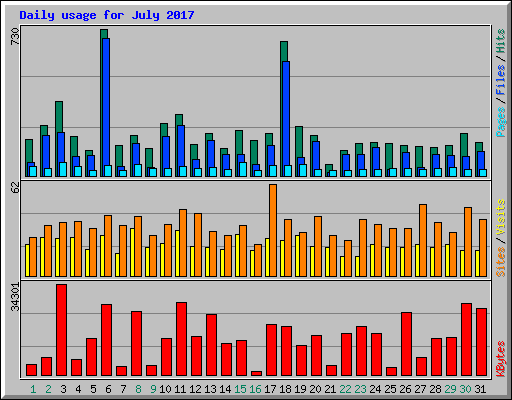 Daily usage for July 2017
730
Pages / Files / Hits
62
Sites / Visits
34301
KBytes
1 2 3 4 5 6 7 8 9 10 11 12 13 14 15 16 17 18 19 20 21 22 23 24 25 26 27 28 29 30 31